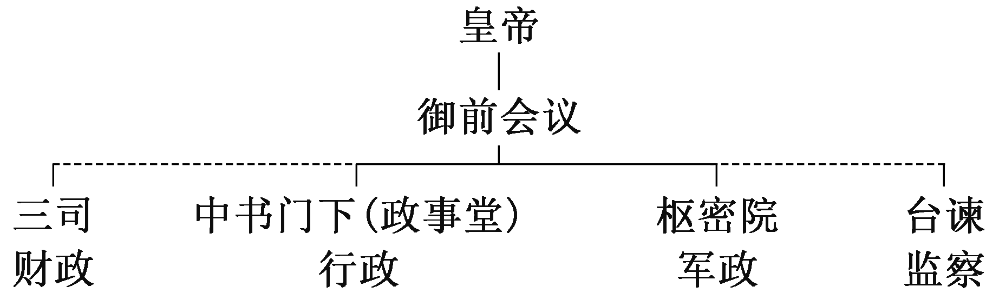 皇帝
御前会议
三司 中书门下(政事堂) 枢密院 台谏
财政 行政 军政 监察